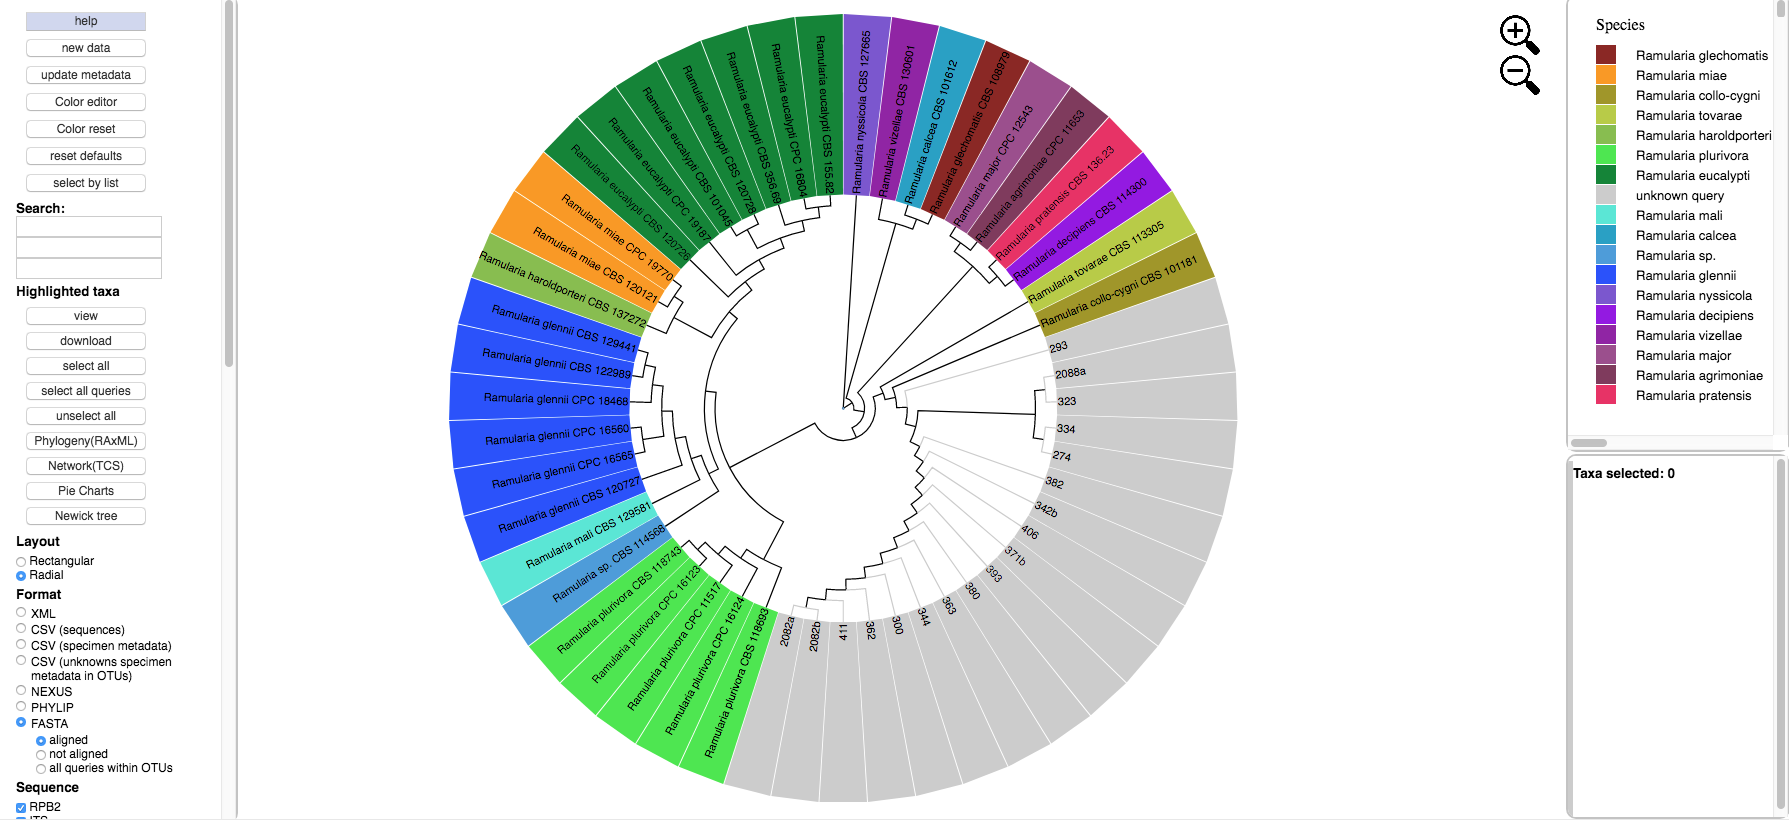 help
new data
update metadata
Color editor
Color reset
reset defaults
select by list
Search:
Highlighted taxa
view
download
select all
select all queries
unselect all
Phylogeny(RAxML)
Network(TCS)
Pie Charts
Newick tree
Layout
Rectangular
Radial
Format
XML
CSV (sequences)
CSV (specimen metadata)
CSV (unknowns specimen
metadata in OTUs)
NEXUS
PHYLIP
FASTA
aligned
not aligned
all queries within OTUs
Sequence
RPB2
Ramularia nyssicola CBS 127665
Ramularia vizellae CBS 130601
Ramularia calcea CBS 101612
Ramularia glechomatis CBS 108979
Ramularia major CPC 12543
Ramularia agrimoniae CPC 11653
Ramularia pratensis CBS 136.23
Ramularia decipiens CBS 114300
Ramularia tovarae CBS 113305
Ramularia collo-cygni CBS 101181
293
2088a
323
334
274
382
342b
406
371b
393
380
363
344
300
362
411
2082b
2082a
Ramularia plurivora CBS 118693
Ramularia plurivora CPC 16124
Ramularia plurivora CPC 11517
Ramularia plurivora CPC 16123
Ramularia plurivora CBS 118743
Ramularia sp. CBS 114568
Ramularia mali CBS 129581
Ramularia glennii CBS 120727
Ramularia glennii CPC 16565
Ramularia glennii CPC 16560
Ramularia glennii CPC 18468
Ramularia glennii CBS 122989
Ramularia glennii CBS 129441
Ramularia haroldporteri CBS 137272
Ramularia miae CBS 120121
Ramularia miae CPC 19770
Ramularia eucalypti CBS 120726
Ramularia eucalypti CPC 19187
Ramularia eucalypti CBS 101045
Ramularia eucalypti CBS 120728
Ramularia eucalypti CBS 356.69
Ramularia eucalypti CPC 16804
Ramularia eucalypti CBS 155.82
Species
Ramularia glechomatis
Ramularia miae
Ramularia collo-cygni
Ramularia tovarae
Ramularia haroldporteri
Ramularia plurivora
Ramularia eucalypti
unknown query
Ramularia mali
Ramularia calcea
Ramularia sp.
Ramularia glennii
Ramularia nyssicola
Ramularia decipiens
Ramularia vizellae
Ramularia major
Ramularia agrimoniae
Ramularia pratensis
Taxa selected: 0